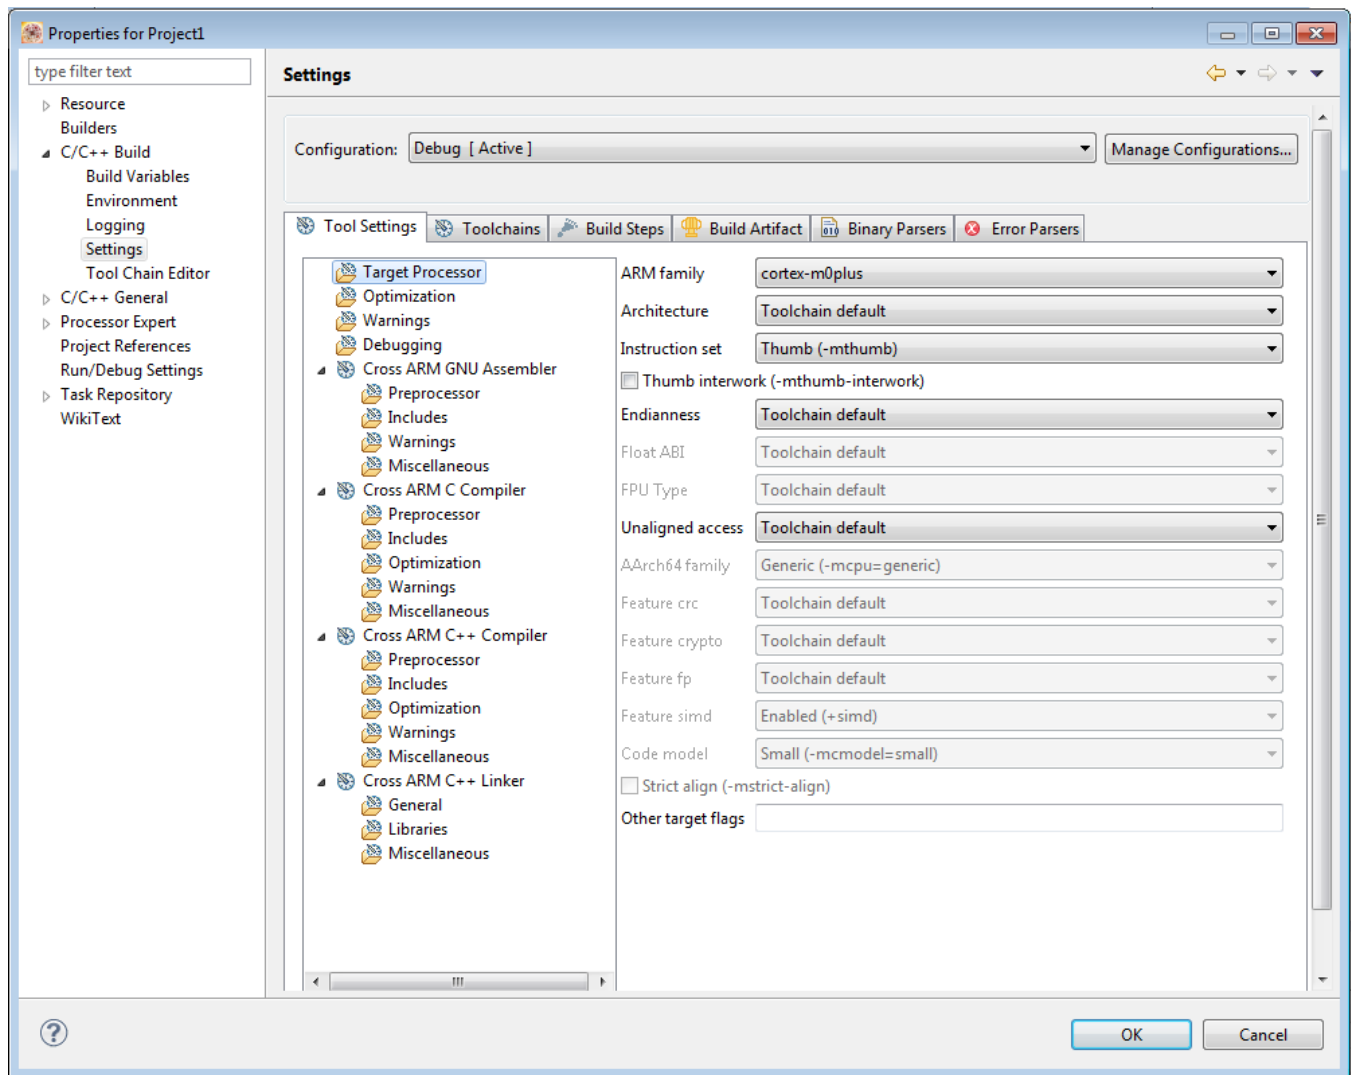 Properties for Project1
type filter text
Resource
Builders
C/C++ Build
Build Variables
Environment
Logging
Settings
Tool Chain Editor
C/C++ General
Processor Expert
Project References
Run/Debug Settings
Task Repository
WikiText
Settings
Configuration: Debug [ Active ] Manage Configurations...
Tool Settings Toolchains Build Steps Build Artifact Binary Parsers Error Parsers
Target Processor
Optimization
Warnings
Debugging
Cross ARM GNU Assembler
Preprocessor
Includes
Warnings
Miscellaneous
Cross ARM C Compiler
Preprocessor
Includes
Optimization
Warnings
Miscellaneous
Cross ARM C++ Compiler
Preprocessor
Includes
Optimization
Warnings
Miscellaneous
Cross ARM C++ Linker
General
Libraries
Miscellaneous
ARM family cortex-m0plus
Architecture Toolchain default
Instruction set Thumb (-mthumb)
Thumb interwork (-mthumb-interwork)
Endianness Toolchain default
Float ABI Toolchain default
FPU Type Toolchain default
Unaligned access Toolchain default
AArch64 family Generic (-mcpu=generic)
Feature crc Toolchain default
Feature crypto Toolchain default
Feature fp Toolchain default
Feature simd Enabled (+simd)
Code model Small (-mcmodel=small)
Strict align (-mstrict-align)
Other target flags
OK Cancel